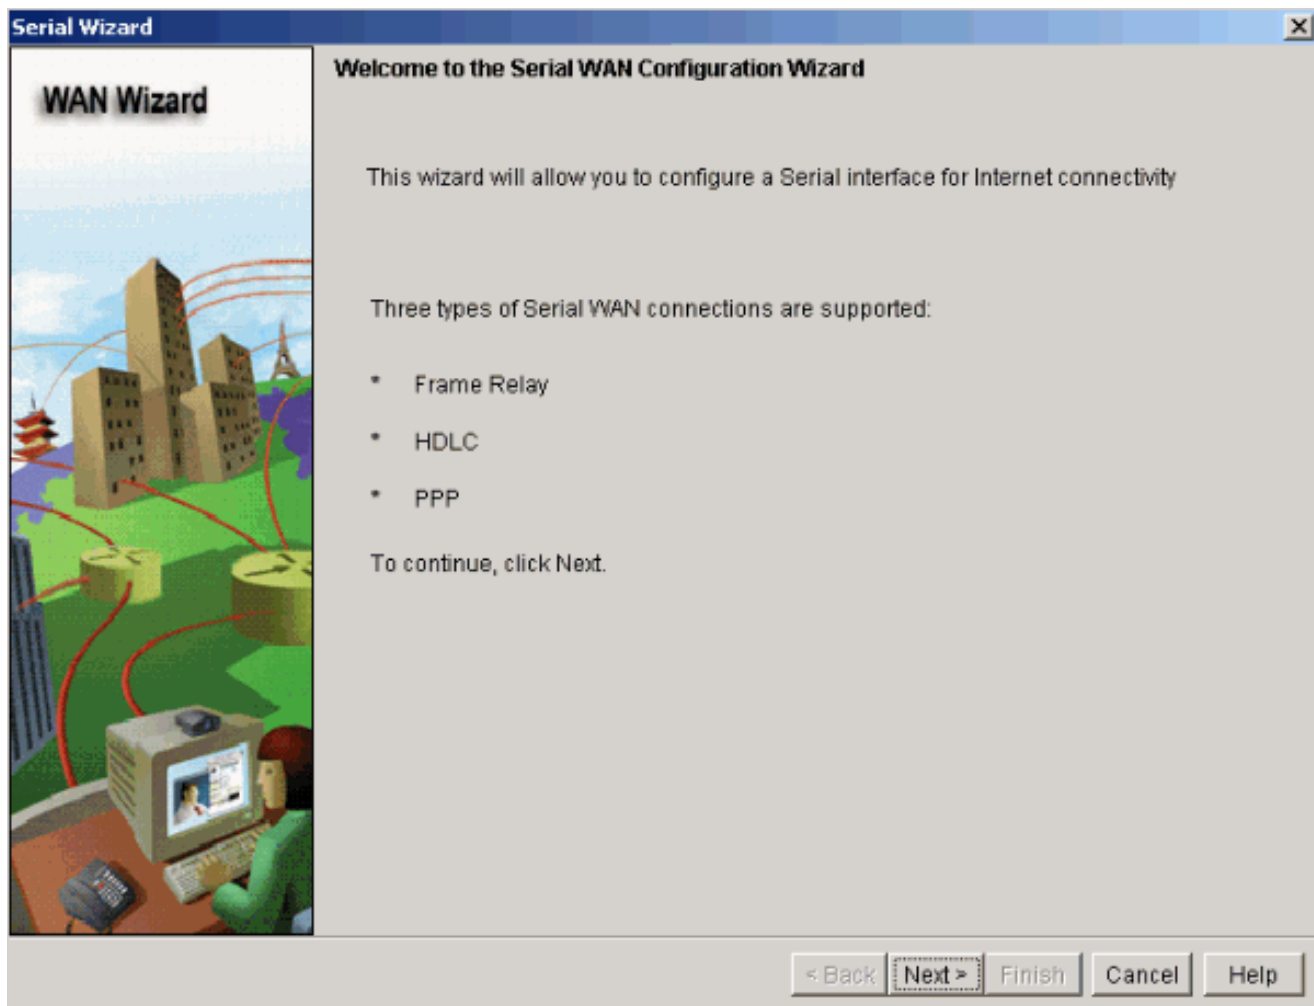 Serial Wizard
WAN Wizard
Welcome to the Serial WAN Configuration Wizard
This wizard will allow you to configure a Serial interface for Internet connectivity
Three types of Serial WAN connections are supported:
* Frame Relay
* HDLC
* PPP
To continue, click Next.
< Back Next > Finish Cancel Help